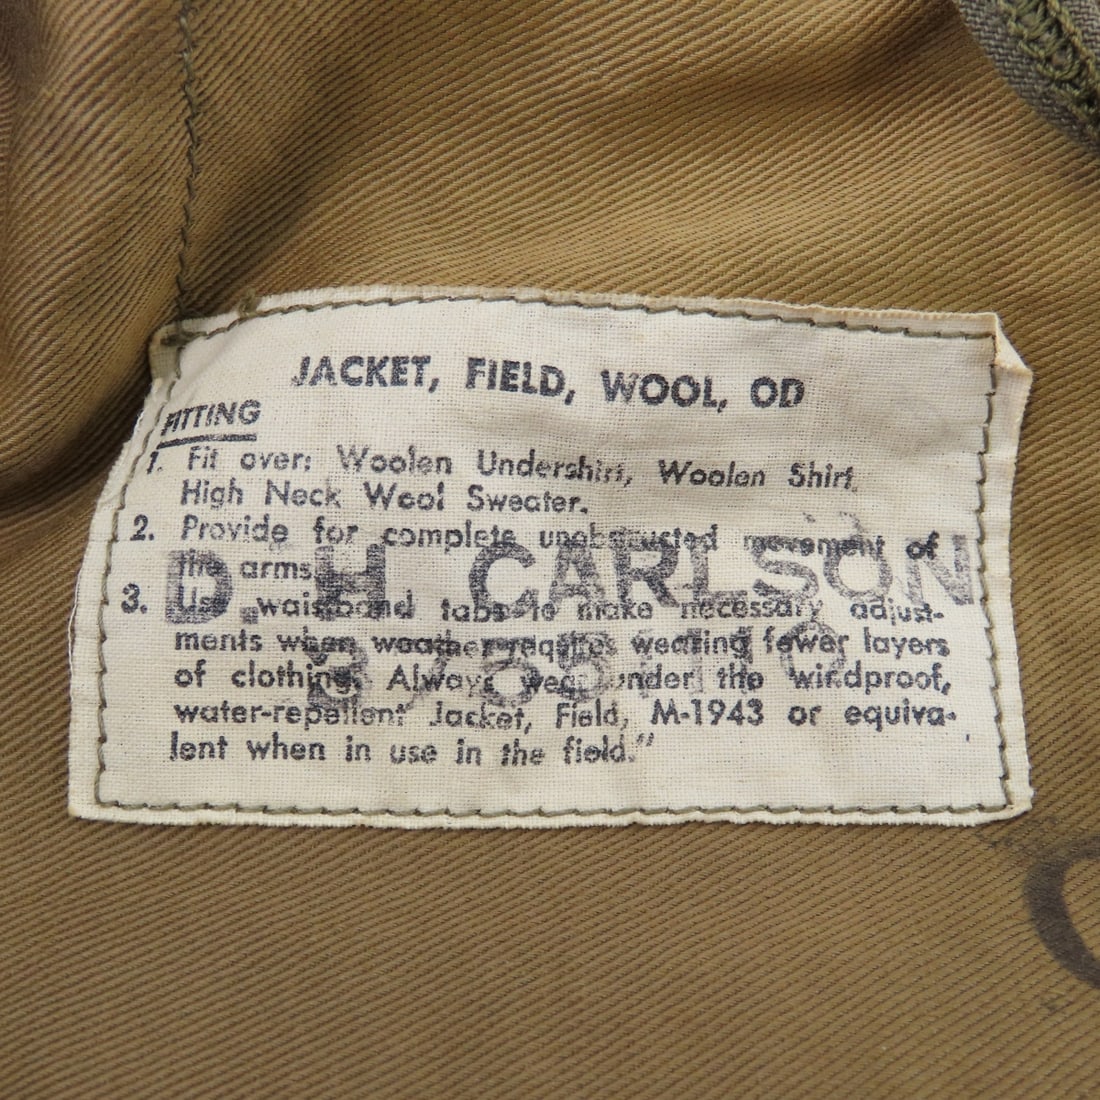 JACKET, FIELD, WOOL, OD
FITTING
1. Fit over: Woolen Undershirt, Woolen Shirt,
High Neck Wool Sweater.
2. Provide for complete unobstructed movement of
the arms.
3. Use waistband tabs to make necessary adjust-
ments when weather requires wearing fewer layers
of clothing. Always wear under the windproof,
water-repellent Jacket, Field, M-1943 or equiva-
lent when in use in the field."
D. H CARLSON